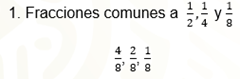 1. Fracciones comunes a 1/2, 1/4 y 1/8
4/8, 2/8, 1/8